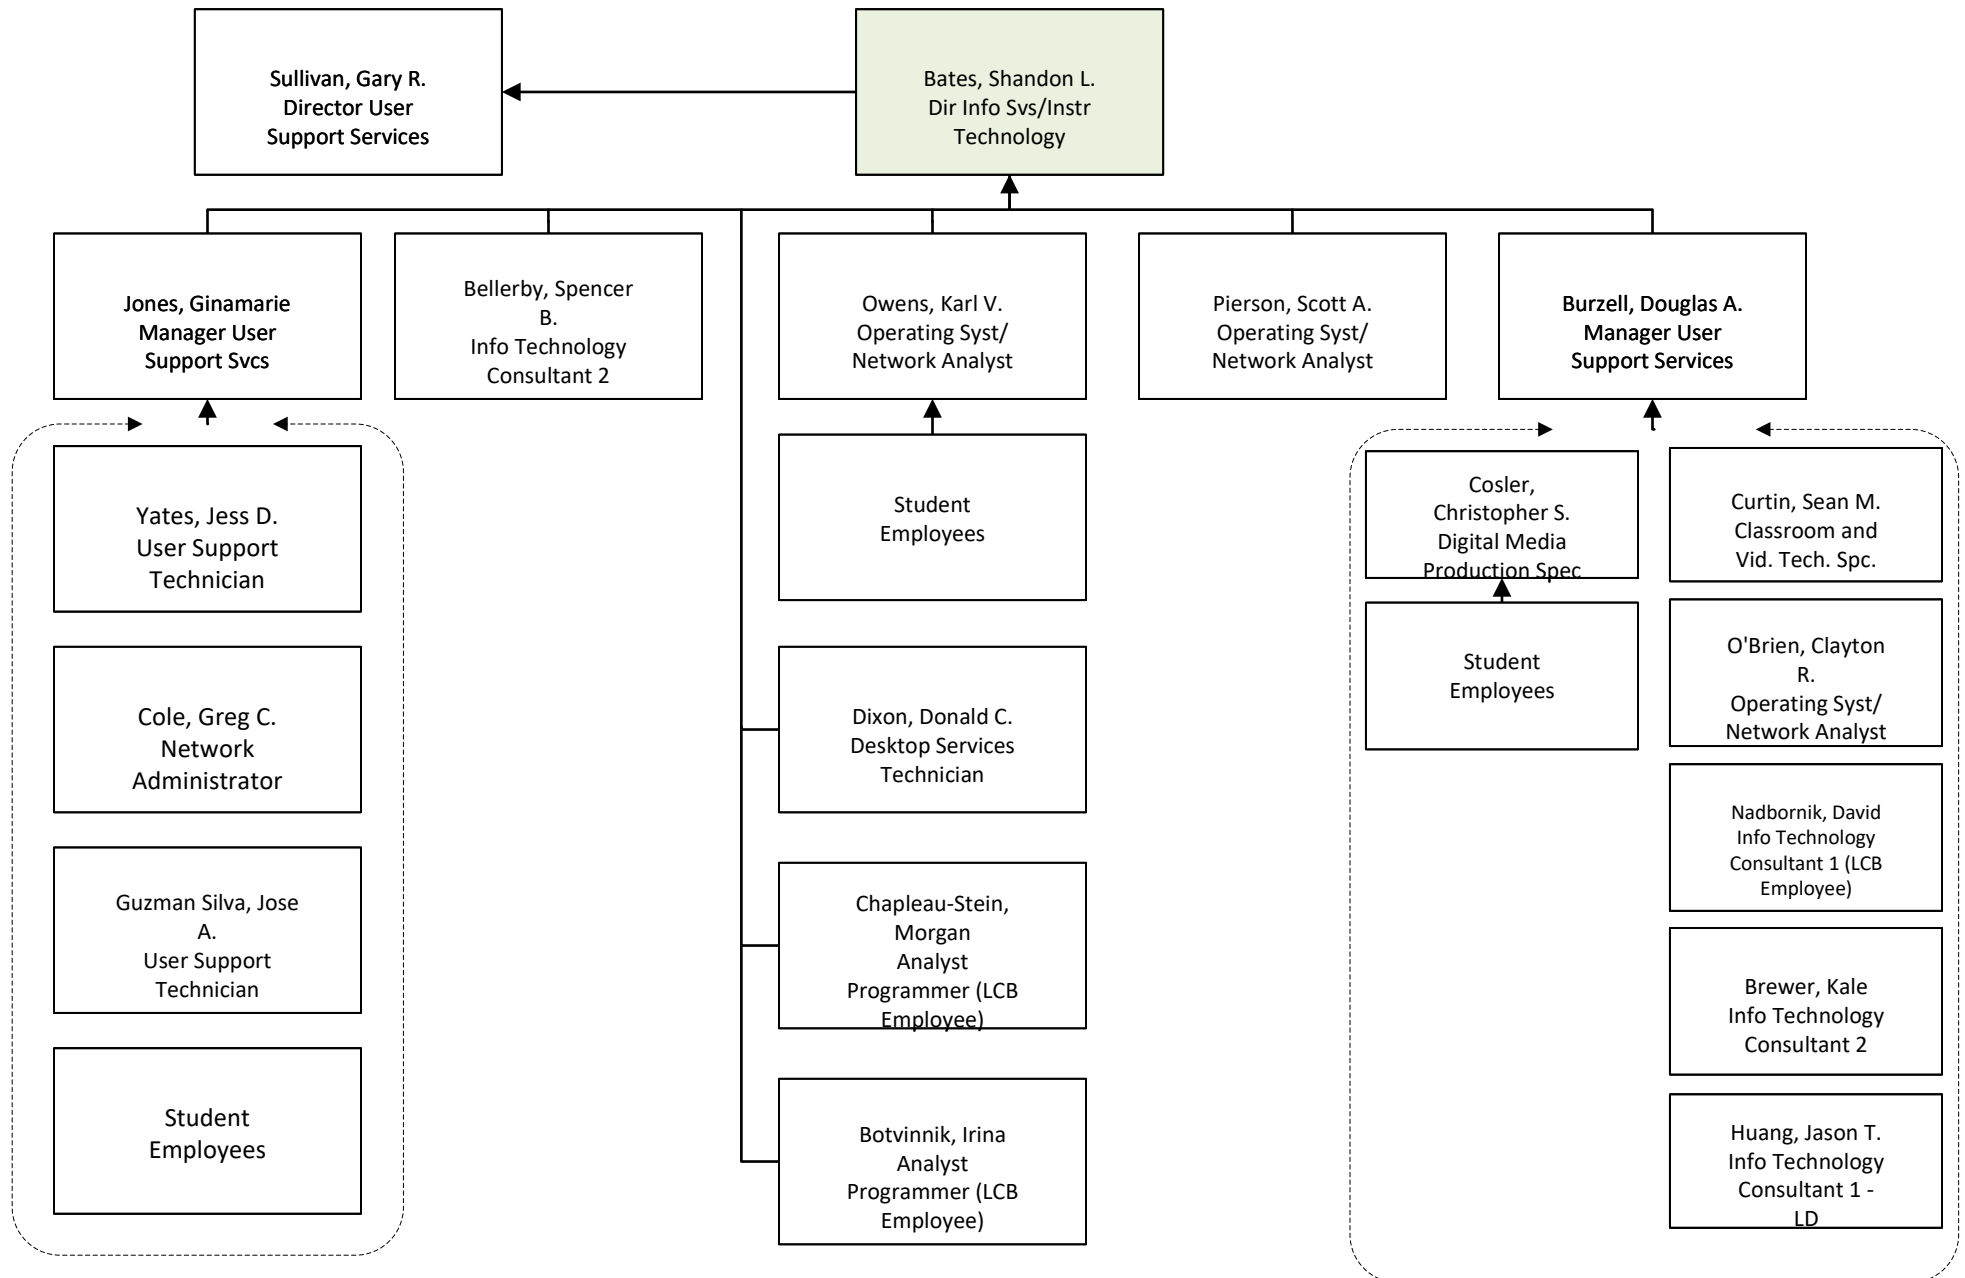 Sullivan, Gary R.
Director User
Support Services
Bates, Shandon L.
Dir Info Svs/Instr
Technology
Jones, Ginamarie
Manager User
Support Svcs
Bellerby, Spencer
B.
Info Technology
Consultant 2
Owens, Karl V.
Operating Syst/
Network Analyst
Pierson, Scott A.
Operating Syst/
Network Analyst
Burzell, Douglas A.
Manager User
Support Services
Yates, Jess D.
User Support
Technician
Cole, Greg C.
Network
Administrator
Guzman Silva, Jose
A.
User Support
Technician
Student
Employees
Student
Employees
Dixon, Donald C.
Desktop Services
Technician
Chapleau-Stein,
Morgan
Analyst
Programmer (LCB
Employee)
Botvinnik, Irina
Analyst
Programmer (LCB
Employee)
Cosler,
Christopher S.
Digital Media
Production Spec
Student
Employees
Curtin, Sean M.
Classroom and
Vid. Tech. Spc.
O'Brien, Clayton
R.
Operating Syst/
Network Analyst
Nadbornik, David
Info Technology
Consultant 1 (LCB
Employee)
Brewer, Kale
Info Technology
Consultant 2
Huang, Jason T.
Info Technology
Consultant 1 -
LD